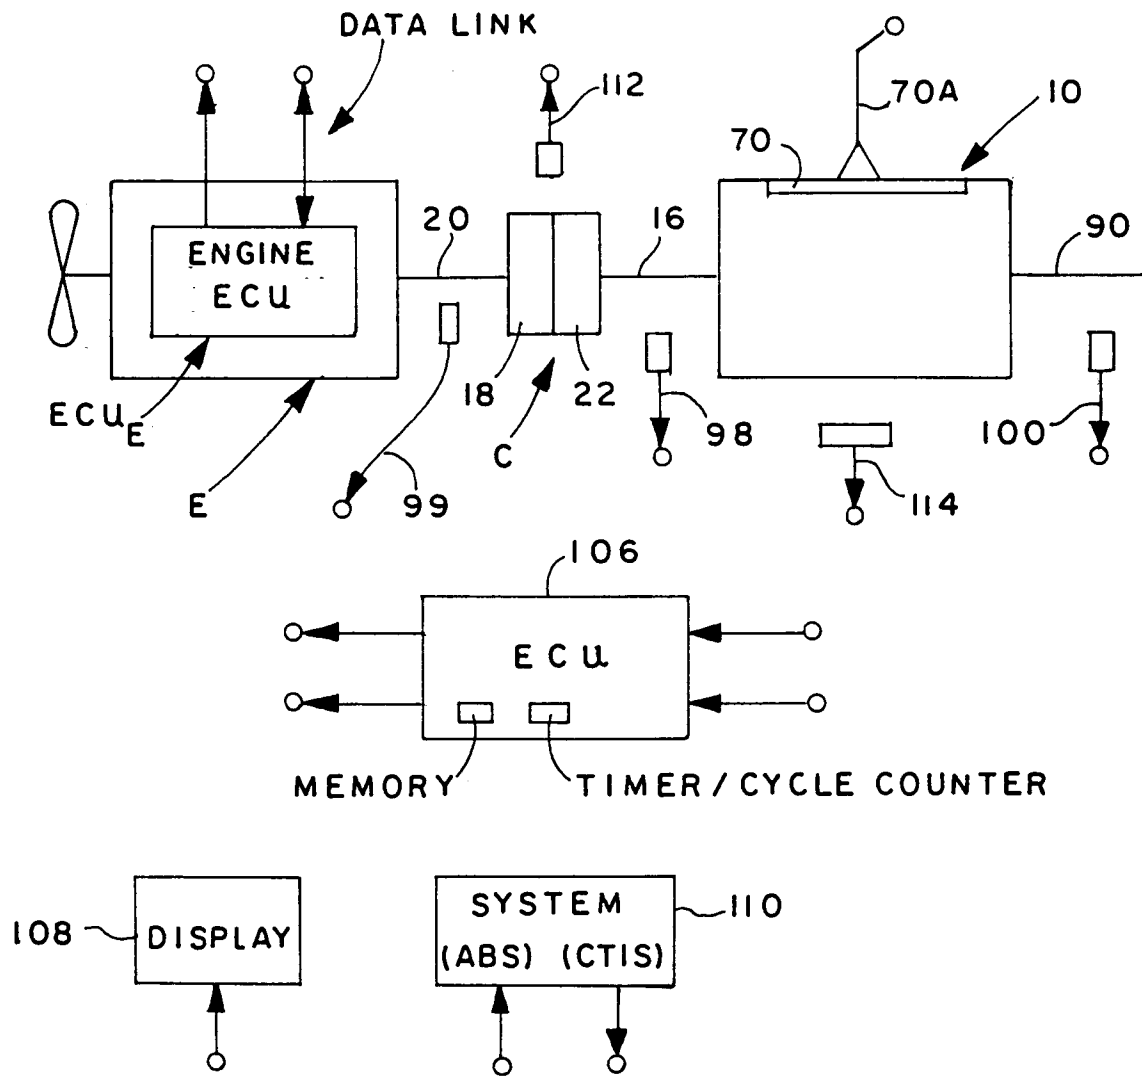 DATA LINK
112
70A
10
70
20
16
90
ENGINE
ECU
18
22
98
100
ECU_E
C
E
99
114
106
ECU
MEMORY
TIMER/CYCLE COUNTER
108
DISPLAY
SYSTEM
(ABS) (CTIS)
110